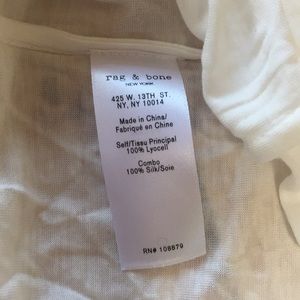 rag & bone
NEW YORK
425 W. 13TH ST.
NY, NY 10014
Made in China/
Fabriqué en Chine
Self/Tissu Principal
100% Lyocell
Combo
100% Silk/Soie
RN# 108879